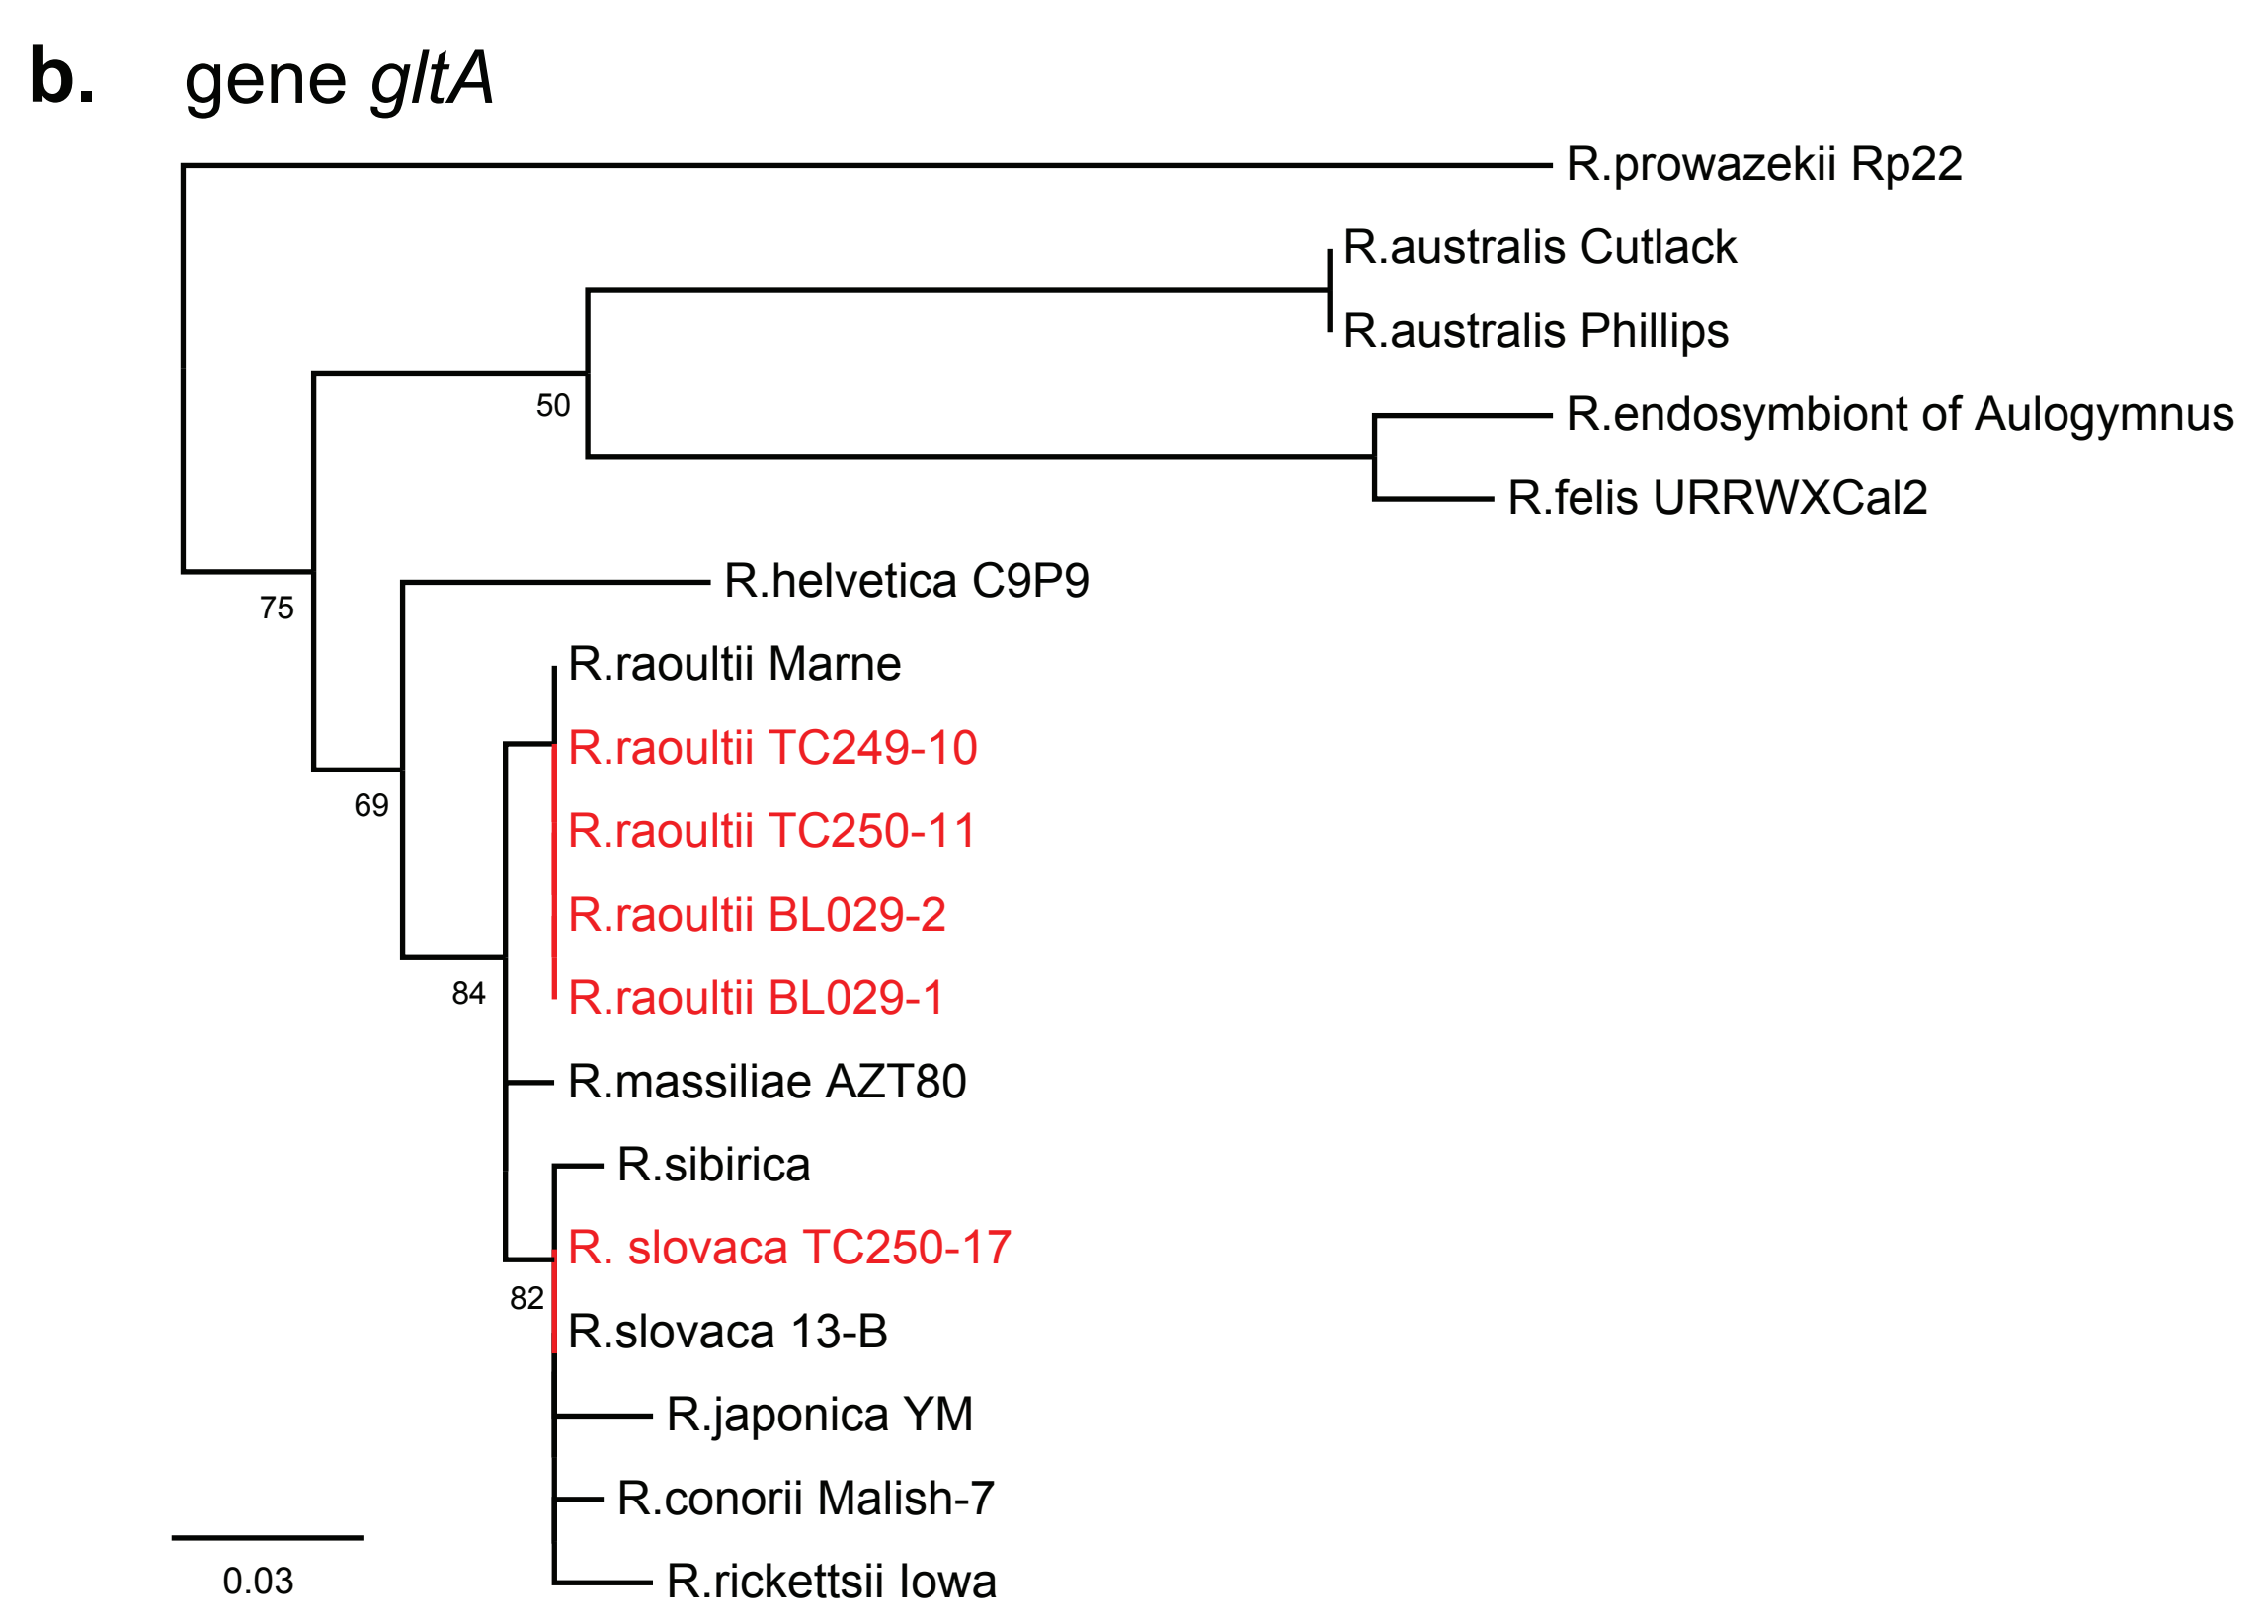 b. gene gltA
R.prowazekii Rp22
R.australis Cutlack
R.australis Phillips
50
R.endosymbiont of Aulogymnus
R.felis URRWXCal2
R.helvetica C9P9
75
R.raoultii Marne
R.raoultii TC249-10
69
R.raoultii TC250-11
R.raoultii BL029-2
84
R.raoultii BL029-1
R.massiliae AZT80
R.sibirica
R. slovaca TC250-17
82
R.slovaca 13-B
R.japonica YM
R.conorii Malish-7
0.03
R.rickettsii Iowa